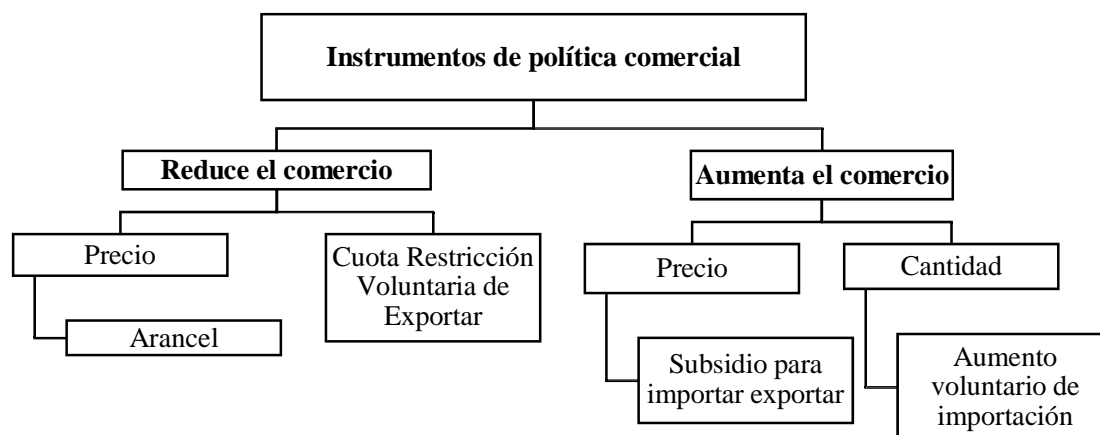 Instrumentos de política comercial
Reduce el comercio
Aumenta el comercio
Precio
Cuota Restricción
Voluntaria de
Exportar
Arancel
Precio
Cantidad
Subsidio para
importar exportar
Aumento
voluntario de
importación